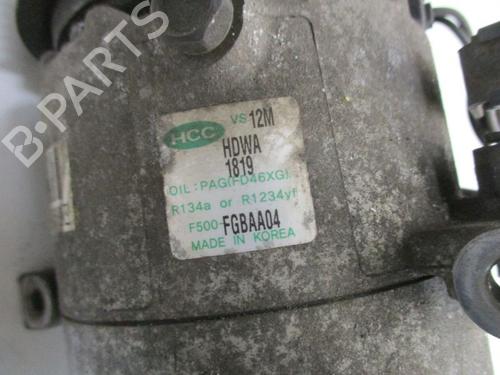 HCC VS 12M
HDWA
1819
OIL : PAG(FD46XG)
R134a or R1234yf
F500-FGBAA04
MADE IN KOREA
B-PARTS